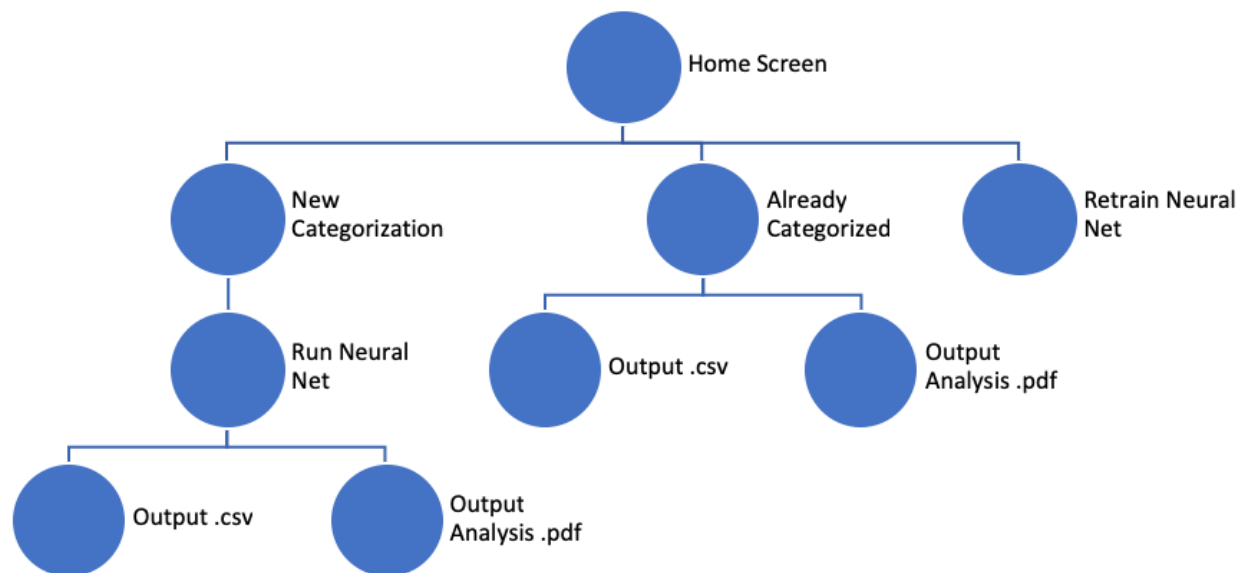 Home Screen
New
Categorization
Already
Categorized
Retrain Neural
Net
Run Neural
Net
Output .csv
Output
Analysis .pdf
Output .csv
Output
Analysis .pdf